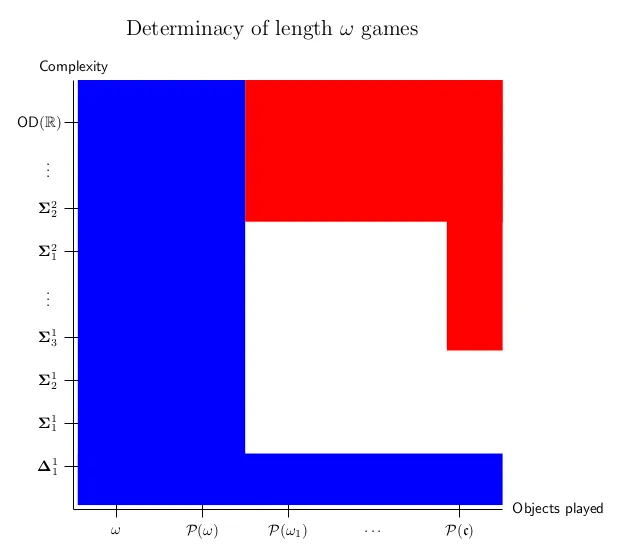 Determinacy of length ω games
Complexity
OD(ℝ)
⋮
𝚺²₂
𝚺²₁
⋮
𝚺¹₃
𝚺¹₂
𝚺¹₁
𝚫¹₁
Objects played
ω 𝒫(ω) 𝒫(ω₁) ⋯ 𝒫(𝔠)